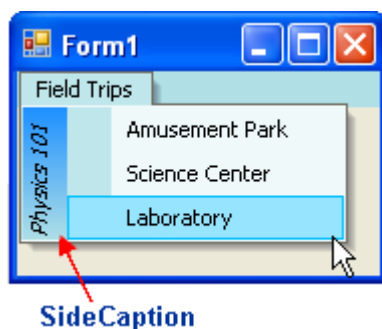 Form1
Field Trips
Physics 101
Amusement Park
Science Center
Laboratory
SideCaption